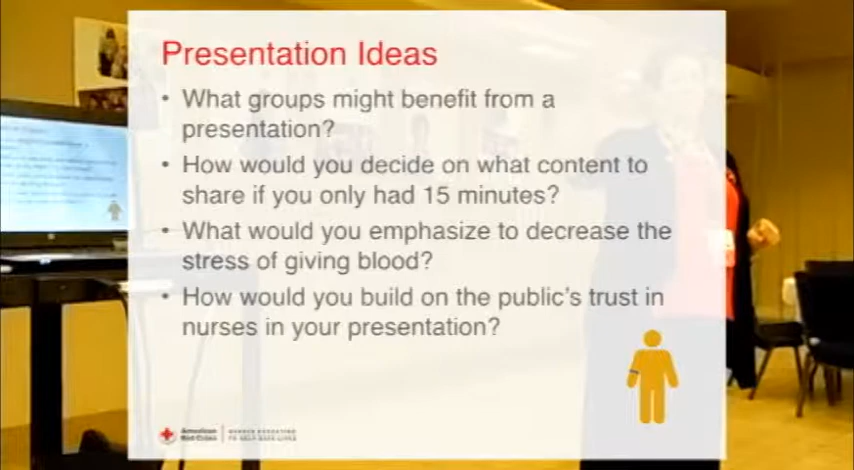 Presentation Ideas
• What groups might benefit from a
presentation?
• How would you decide on what content to
share if you only had 15 minutes?
• What would you emphasize to decrease the
stress of giving blood?
• How would you build on the public's trust in
nurses in your presentation?
American
Red Cross